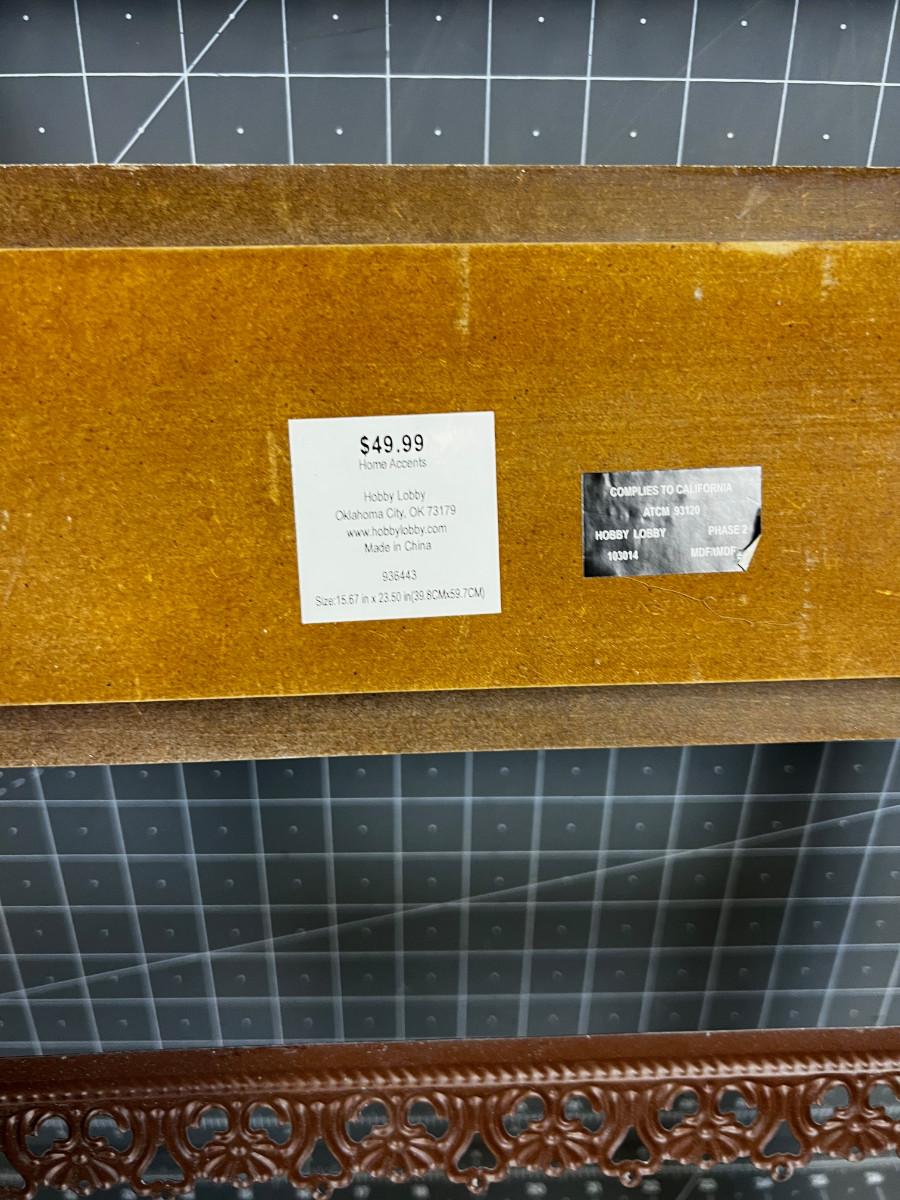 $49.99
Home Accents
Hobby Lobby
Oklahoma City, OK 73179
www.hobbylobby.com
Made in China
936443
Size:15.67 in x 23.50 in(39.8CMx59.7CM)
COMPLIES TO CALIFORNIA
ATCM 93120
HOBBY LOBBY PHASE 2
103014